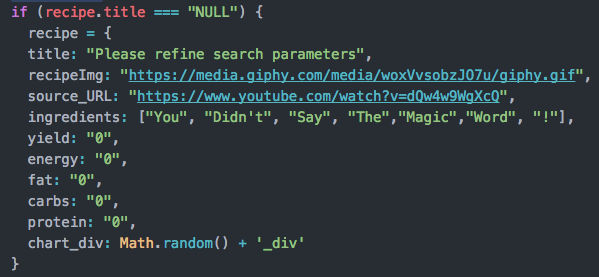 if (recipe.title === "NULL") {
recipe = {
title: "Please refine search parameters",
recipeImg: "https://media.giphy.com/media/woxVvsobzJO7u/giphy.gif",
source_URL: "https://www.youtube.com/watch?v=dQw4w9WgXcQ",
ingredients: ["You", "Didn't", "Say", "The","Magic","Word", "!"],
yield: "0",
energy: "0",
fat: "0",
carbs: "0",
protein: "0",
chart_div: Math.random() + '_div'
}